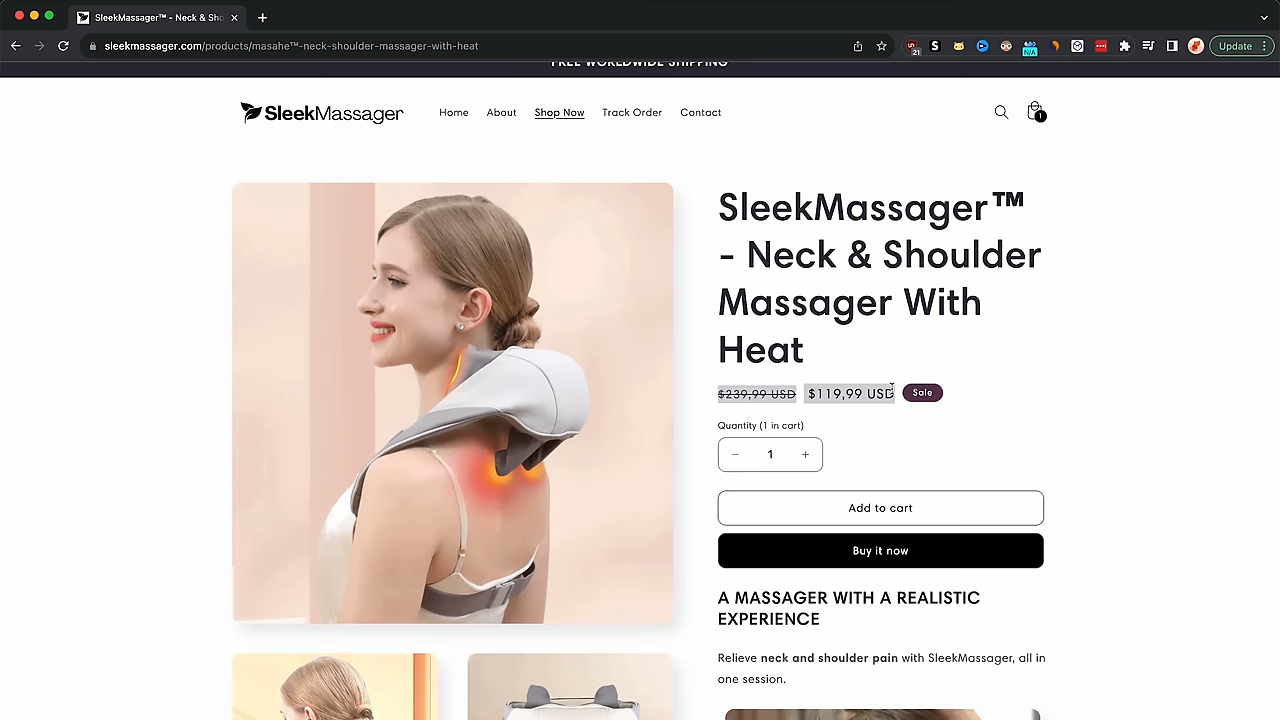 SleekMassager™ - Neck & Sho
sleekmassager.com/products/masahe™-neck-shoulder-massager-with-heat
21
S
N/A
Update
FREE WORLDWIDE SHIPPING
SleekMassager
Home
About
Shop Now
Track Order
Contact
1
SleekMassager™
- Neck & Shoulder
Massager With
Heat
$239,99 USD $119,99 USD Sale
Quantity (1 in cart)
− 1 +
Add to cart
Buy it now
A MASSAGER WITH A REALISTIC
EXPERIENCE
Relieve neck and shoulder pain with SleekMassager, all in
one session.